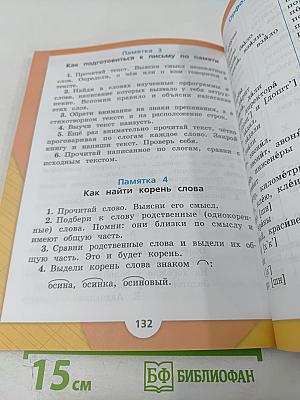 Памятка 3
Как подготовиться к письму по памяти
1. Прочитай текст. Выясни смысл непонятных
слов. Определи, о чём или о ком говорится в
тексте.
2. Найди в словах изученные орфограммы и
слова, написание которых вызвало у тебя затруд-
нение. Вспомни правило и объясни написание
этих слов.
3. Обрати внимание на знаки препинания, а в
стихотворном тексте и на расположение строк.
4. Выучи текст наизусть.
5. Ещё раз внимательно прочитай текст, чётко
проговаривая по слогам каждое слово. Закрой
книгу и напиши текст. Проверь себя.
6. Прочитай написанное по слогам, сравни с
исходным текстом.
Памятка 4
Как найти корень слова
1. Прочитай слово. Выясни его смысл.
2. Подбери к слову родственные (однокорен-
ные) слова. Помни: они близки по смыслу и
имеют общую часть.
3. Сравни родственные слова и выдели их об-
щую часть. Это и будет корень.
4. Выдели корень слова знаком ⌒:
осина, осинка, осиновый.
132
15 см
БФ БИБЛИОФАН